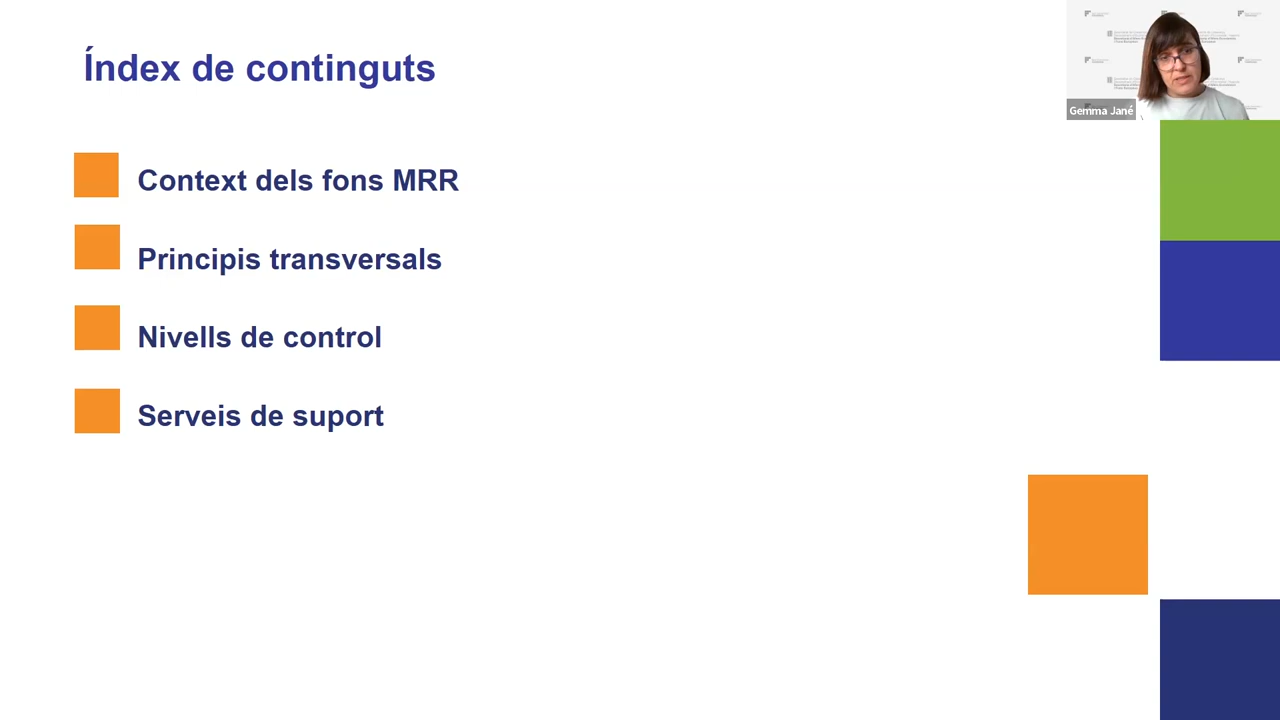 Índex de continguts
Gemma Jané
Context dels fons MRR
Principis transversals
Nivells de control
Serveis de suport